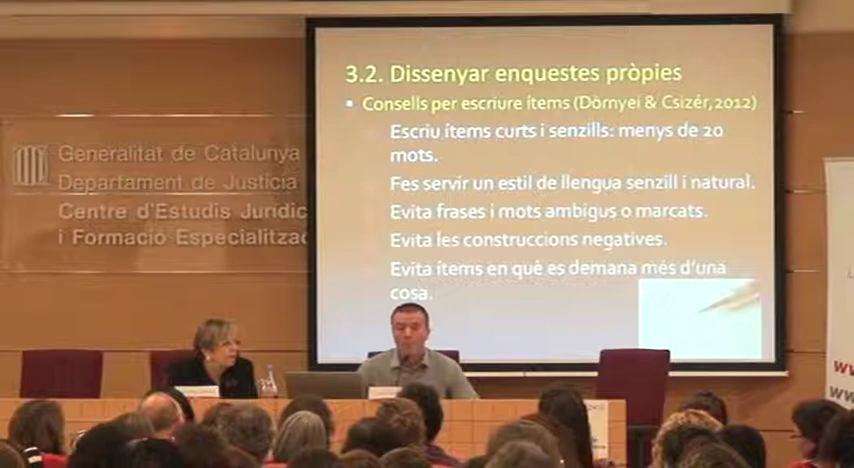 3.2. Dissenyar enquestes pròpies
Consells per escriure ítems (Dörnyei & Csizér,2012)
Escriu ítems curts i senzills: menys de 20
mots.
Fes servir un estil de llengua senzill i natural.
Evita frases i mots ambigus o marcats.
Evita les construccions negatives.
Evita ítems en què es demana més d'una
cosa.
Generalitat de Catalunya
Departament de Justícia
Centre d'Estudis Jurídic
i Formació Especialitzac